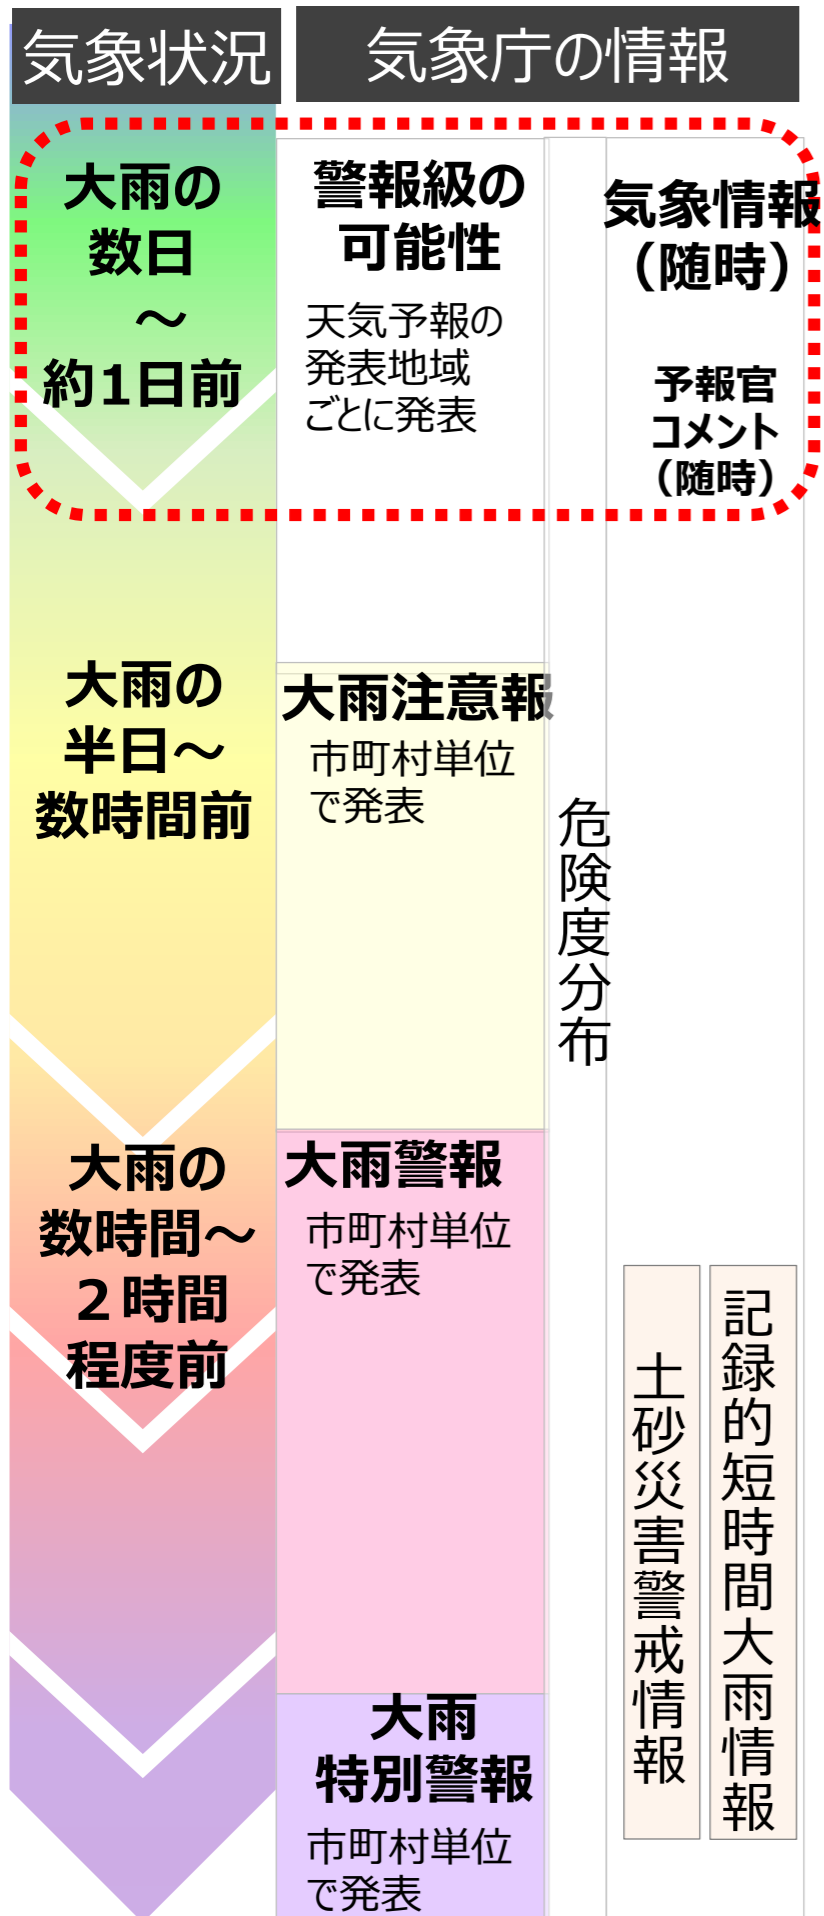 気象状況
気象庁の情報
大雨の
数日
～
約1日前
警報級の
可能性
天気予報の
発表地域
ごとに発表
気象情報
（随時）
予報官
コメント
（随時）
大雨の
半日～
数時間前
大雨注意報
市町村単位
で発表
危険度分布
大雨の
数時間～
２時間
程度前
大雨警報
市町村単位
で発表
土砂災害警戒情報
記録的短時間大雨情報
大雨
特別警報
市町村単位
で発表